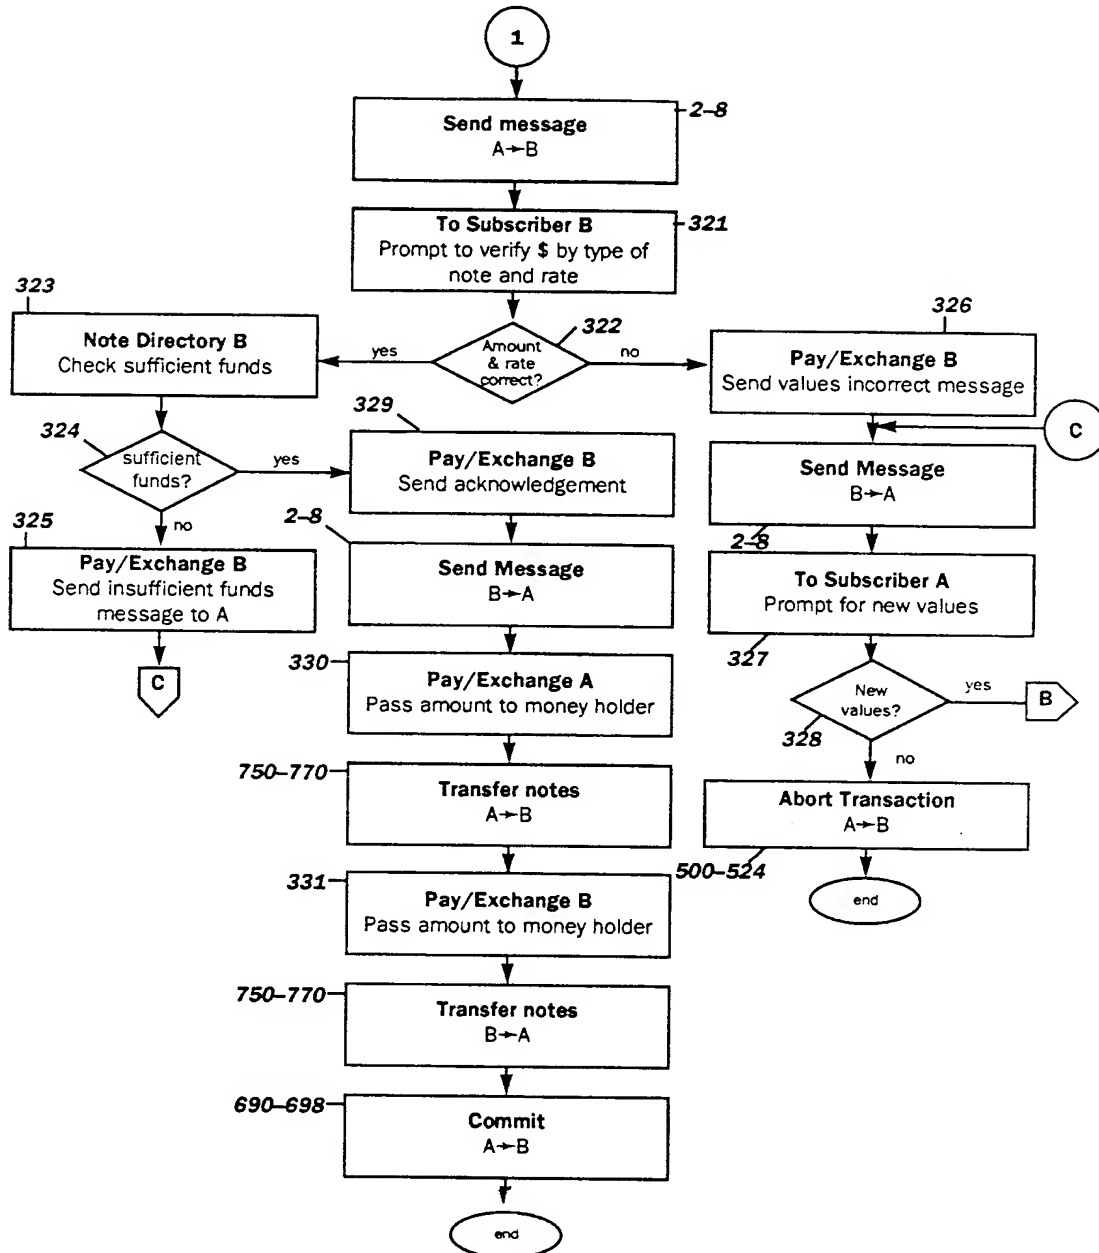 1
Send message
A→B
2–8
To Subscriber B
Prompt to verify $ by type of
note and rate
321
323
Note Directory B
Check sufficient funds
yes
Amount
& rate
correct?
322
no
326
Pay/Exchange B
Send values incorrect message
C
324
sufficient
funds?
yes
no
329
Pay/Exchange B
Send acknowledgement
Send Message
B→A
2–8
325
Pay/Exchange B
Send insufficient funds
message to A
C
2–8
Send Message
B→A
To Subscriber A
Prompt for new values
327
330
Pay/Exchange A
Pass amount to money holder
New
values?
328
yes
B
no
750–770
Transfer notes
A→B
Abort Transaction
A→B
500–524
end
331
Pay/Exchange B
Pass amount to money holder
750–770
Transfer notes
B→A
690–698
Commit
A→B
end